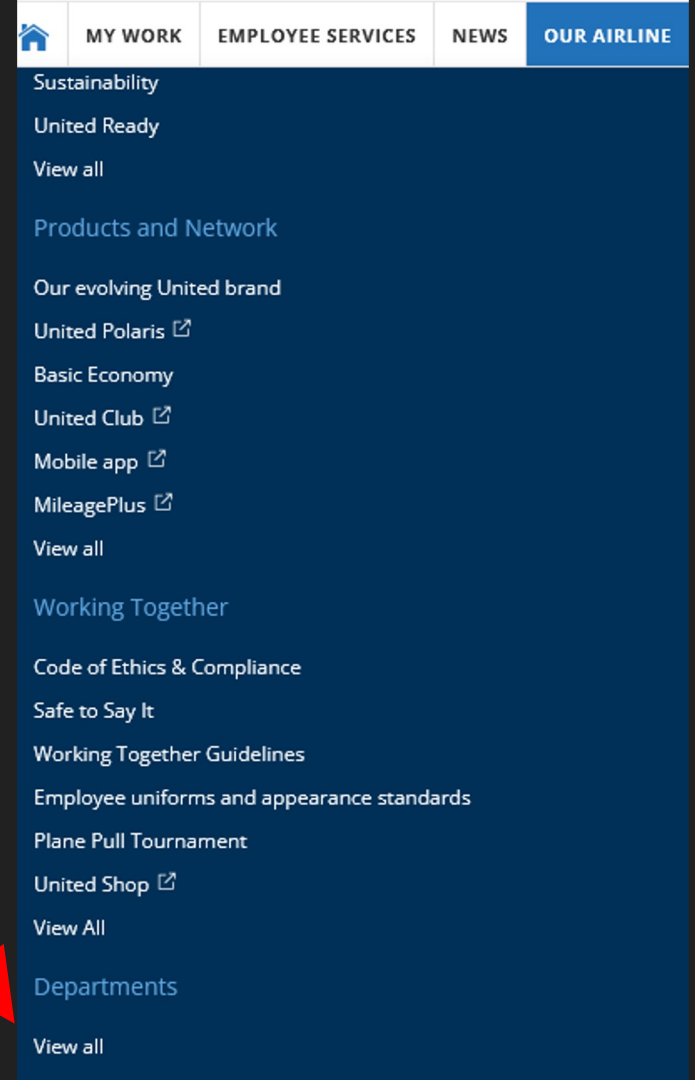 MY WORK
EMPLOYEE SERVICES
NEWS
OUR AIRLINE
Sustainability
United Ready
View all
Products and Network
Our evolving United brand
United Polaris
Basic Economy
United Club
Mobile app
MileagePlus
View all
Working Together
Code of Ethics & Compliance
Safe to Say It
Working Together Guidelines
Employee uniforms and appearance standards
Plane Pull Tournament
United Shop
View All
Departments
View all